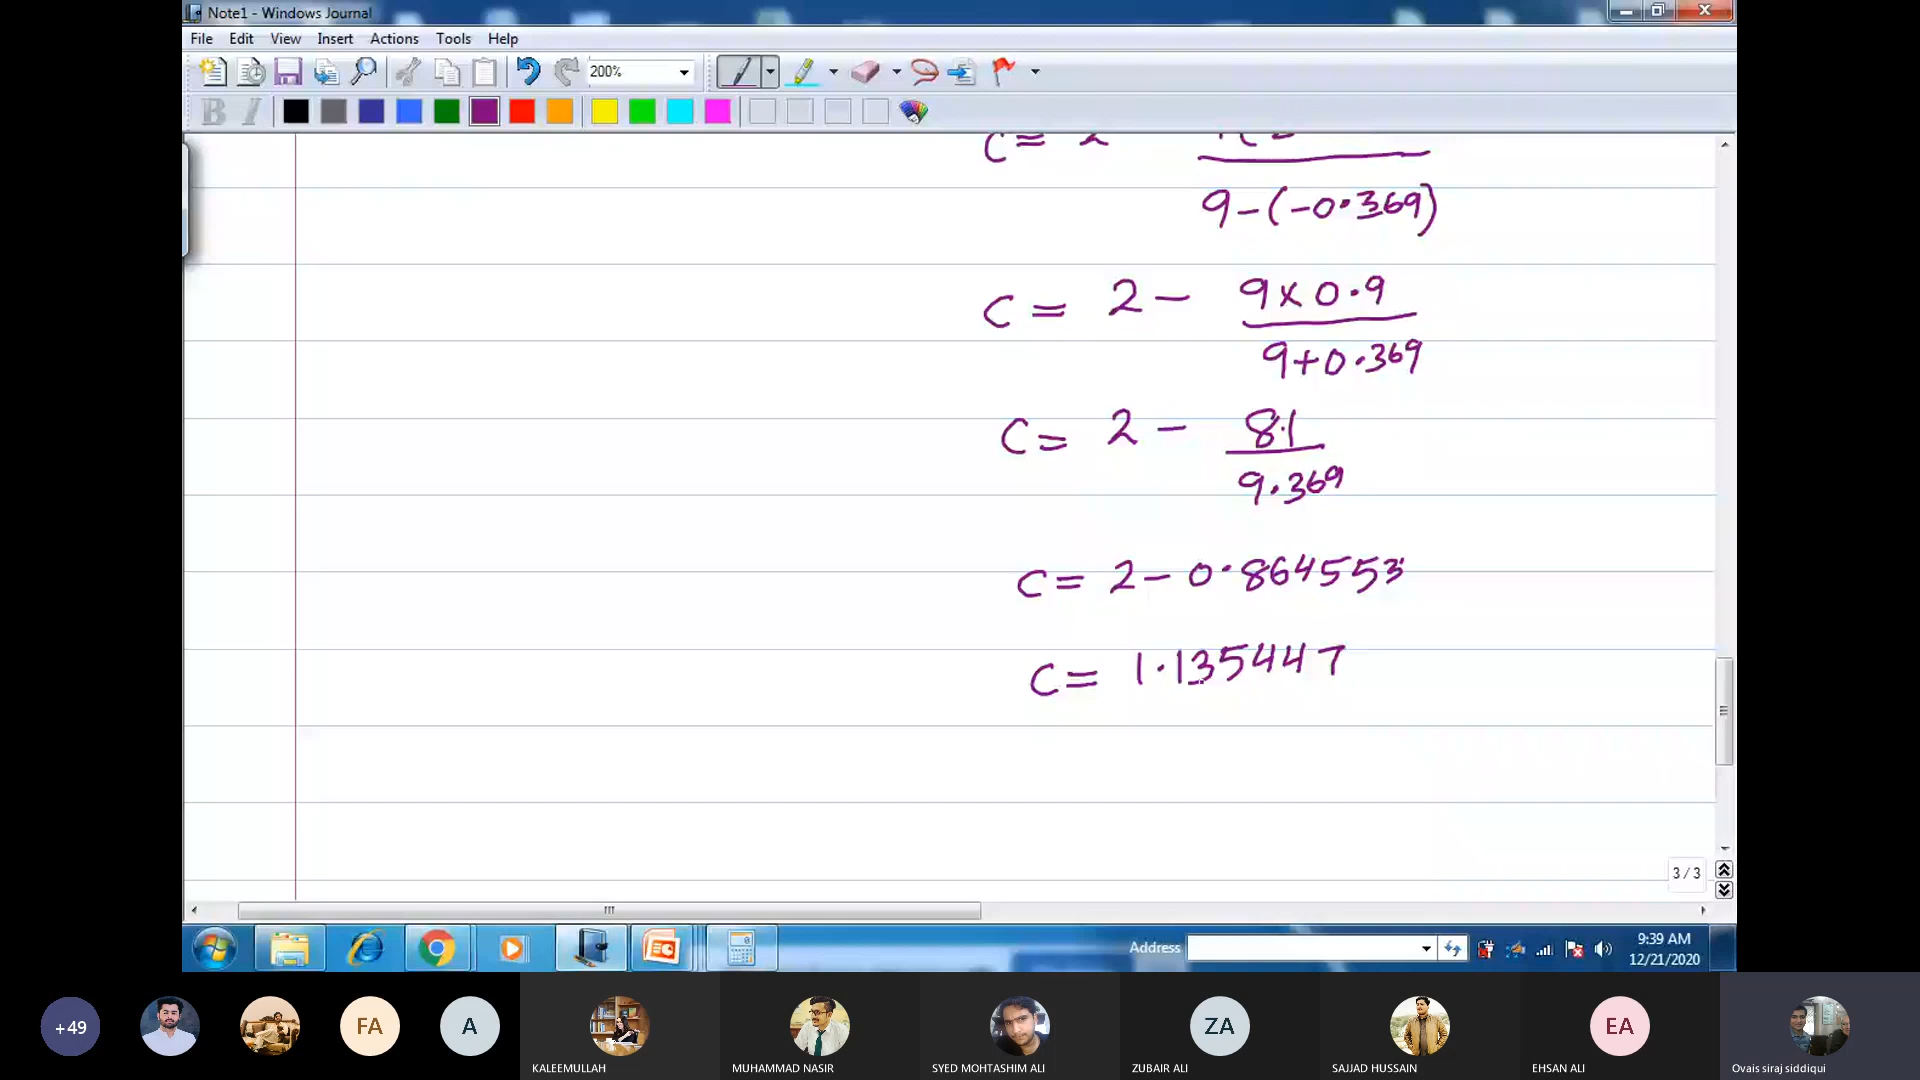 Note1 - Windows Journal
File Edit View Insert Actions Tools Help
200%
B I
C = 2
9-(-0.369)
C = 2 - 9x0.9
9+0.369
C = 2 - 8.1
9.369
C = 2 - 0.864553
C = 1.135447
3 / 3
Address
9:39 AM
12/21/2020
+49
FA
A
KALEEMULLAH
MUHAMMAD NASIR
SYED MOHTASHIM ALI
ZA
ZUBAIR ALI
SAJJAD HUSSAIN
EA
EHSAN ALI
Ovais siraj siddiqui